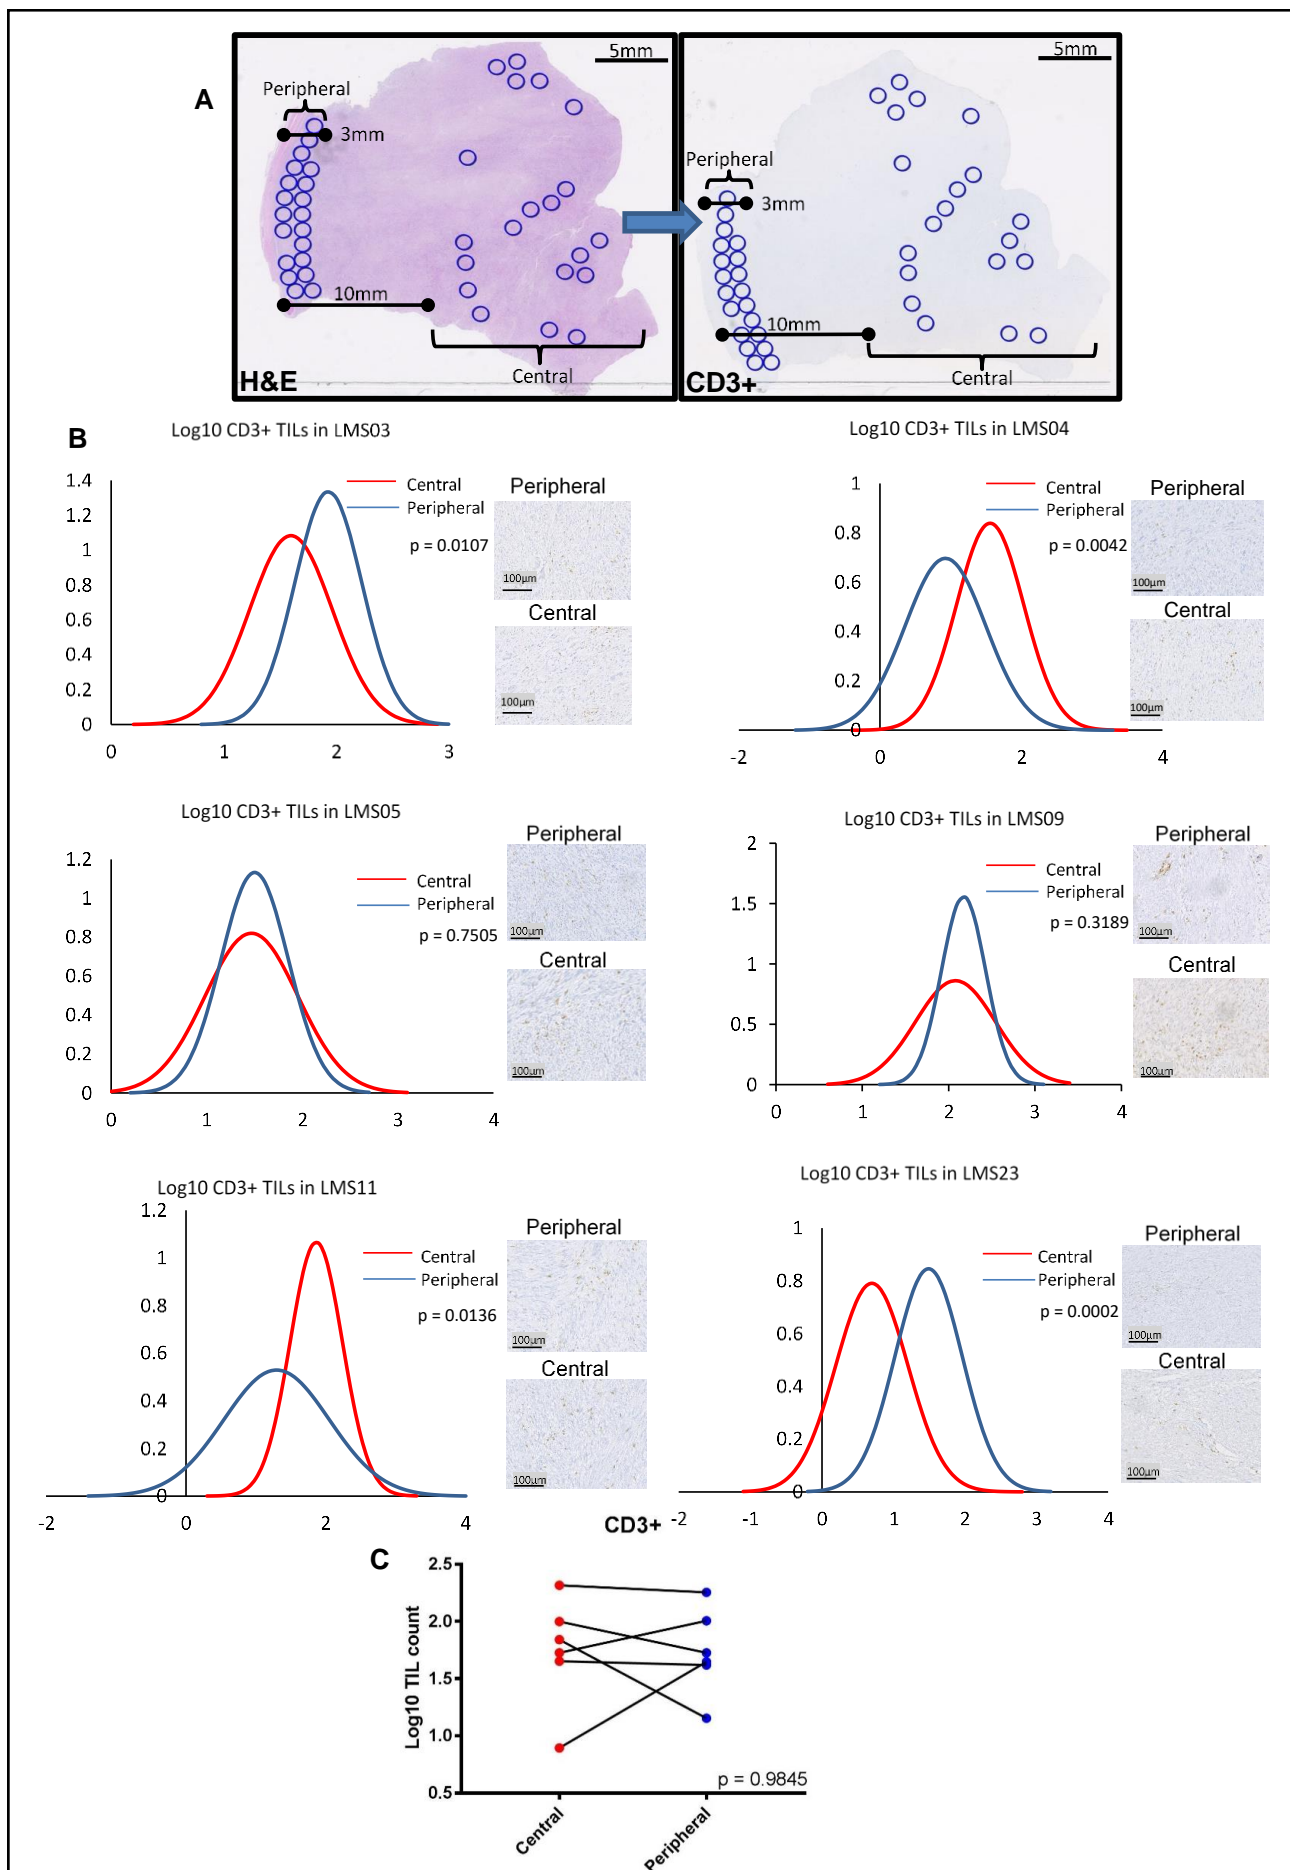 A
Peripheral
3mm
10mm
Central
5mm
H&E
Peripheral
3mm
10mm
Central
5mm
CD3+
B
Log10 CD3+ TILs in LMS03
1.4
1.2
1
0.8
0.6
0.4
0.2
0
0 1 2 3
Central
Peripheral
p = 0.0107
Peripheral
100µm
Central
100µm
Log10 CD3+ TILs in LMS04
1
0.8
0.6
0.4
0.2
0
-2 0 2 4
Central
Peripheral
p = 0.0042
Peripheral
100µm
Central
100µm
Log10 CD3+ TILs in LMS05
1.2
1
0.8
0.6
0.4
0.2
0
0 1 2 3 4
Central
Peripheral
p = 0.7505
Peripheral
100µm
Central
100µm
Log10 CD3+ TILs in LMS09
2
1.5
1
0.5
0
0 1 2 3 4
Central
Peripheral
p = 0.3189
Peripheral
100µm
Central
100µm
Log10 CD3+ TILs in LMS11
1.2
1
0.8
0.6
0.4
0.2
0
-2 0 2 4
Central
Peripheral
p = 0.0136
Peripheral
100µm
Central
100µm
Log10 CD3+ TILs in LMS23
1
0.8
0.6
0.4
0.2
0
-2 -1 0 1 2 3 4
Central
Peripheral
p = 0.0002
Peripheral
100µm
Central
100µm
C
CD3+
Log10 TIL count
2.5
2.0
1.5
1.0
0.5
p = 0.9845
Central
Peripheral